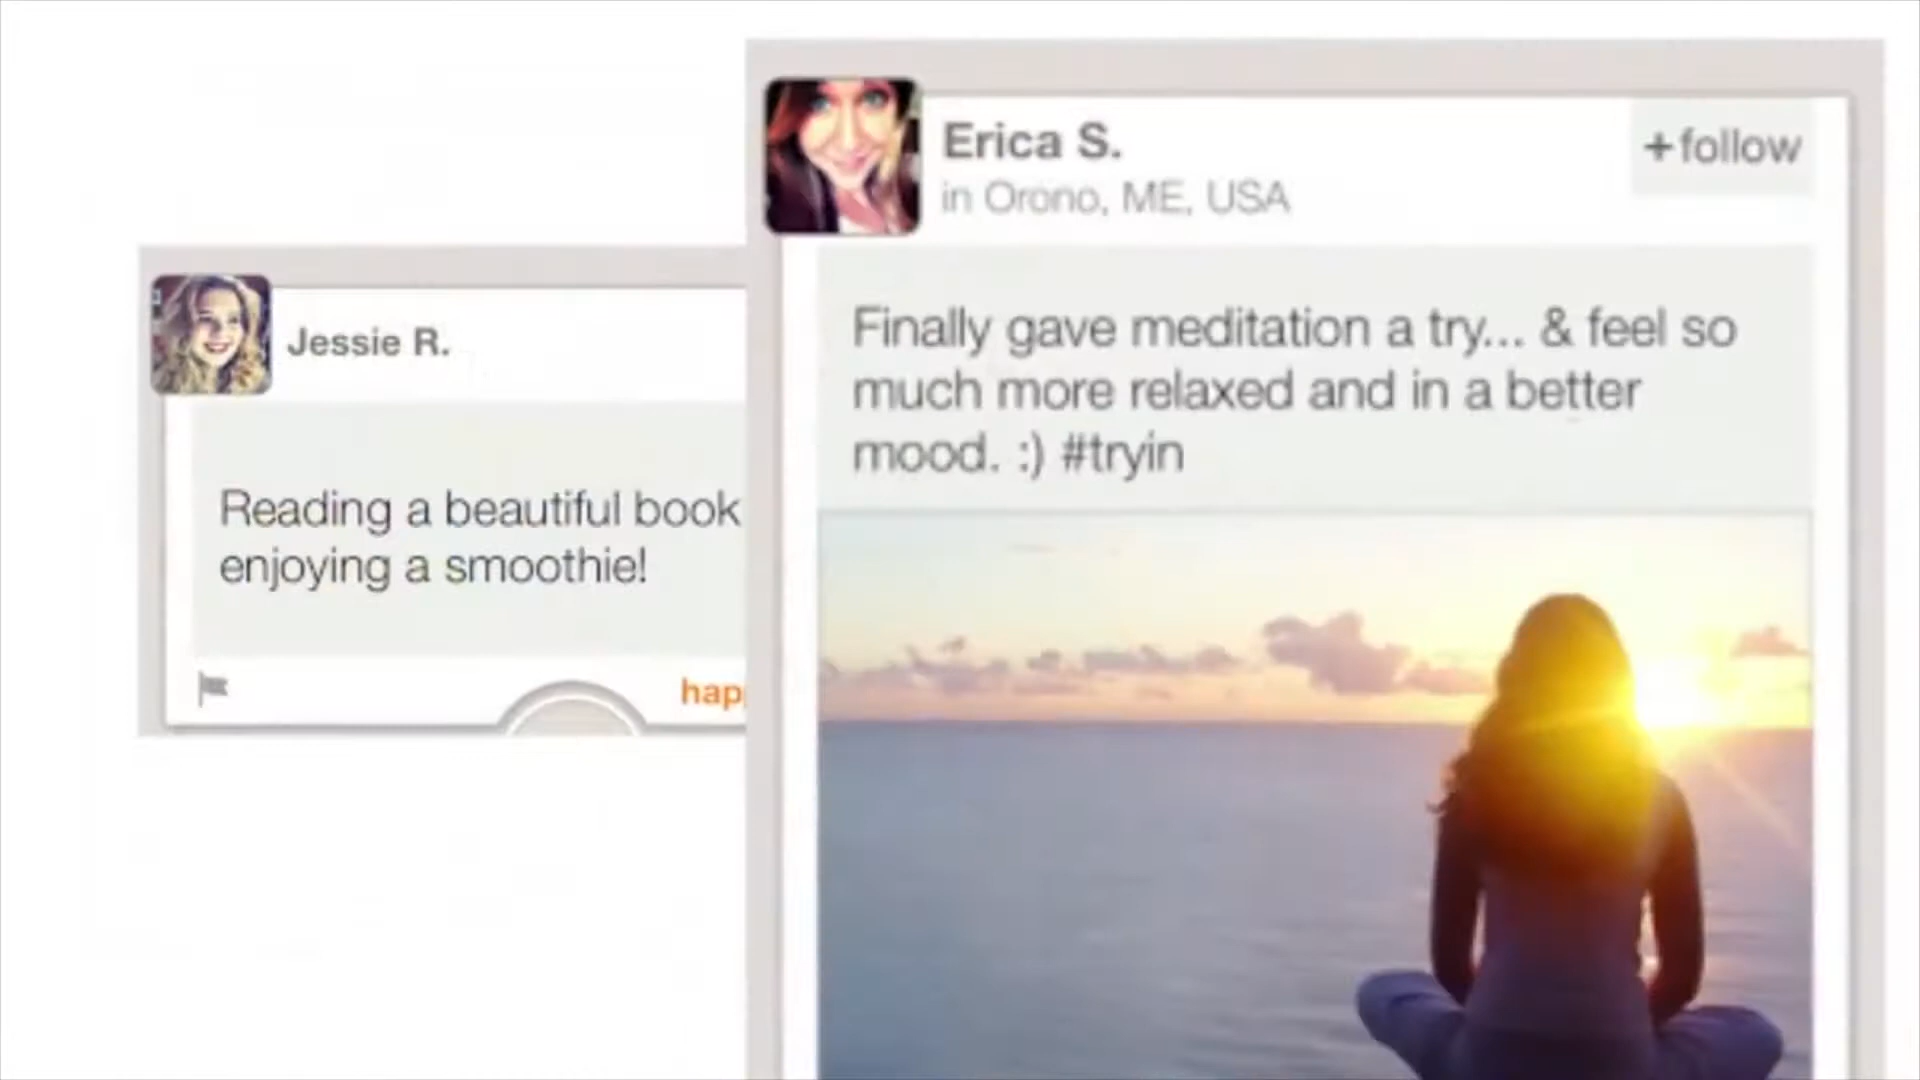 Jessie R.
Reading a beautiful book
enjoying a smoothie!
Erica S.
in Orono, ME, USA
+follow
Finally gave meditation a try... & feel so
much more relaxed and in a better
mood. :) #tryin